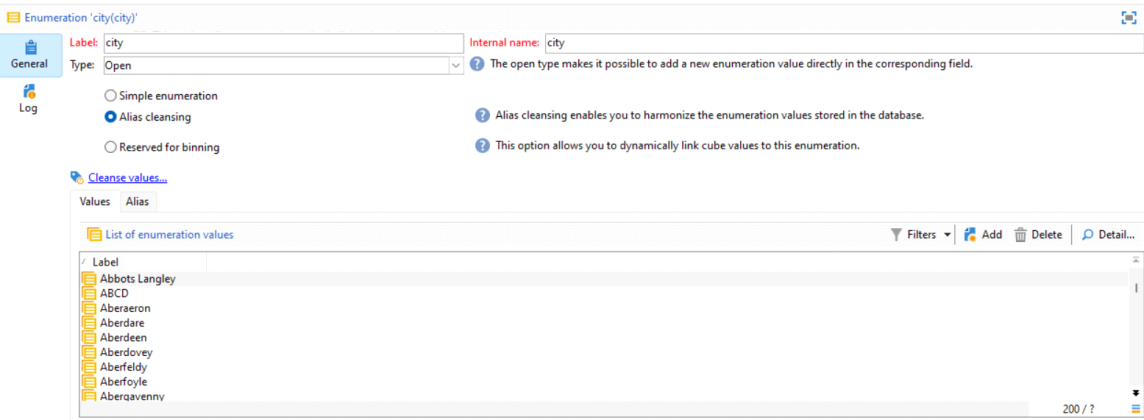 Enumeration 'city(city)'
General
Log
Label: city Internal name: city
Type: Open The open type makes it possible to add a new enumeration value directly in the corresponding field.
Simple enumeration
Alias cleansing Alias cleansing enables you to harmonize the enumeration values stored in the database.
Reserved for binning This option allows you to dynamically link cube values to this enumeration.
Cleanse values...
Values Alias
List of enumeration values Filters Add Delete Detail...
Label
Abbots Langley
ABCD
Aberaeron
Aberdare
Aberdeen
Aberdovey
Aberfeldy
Aberfoyle
Abergavenny
200 / ?